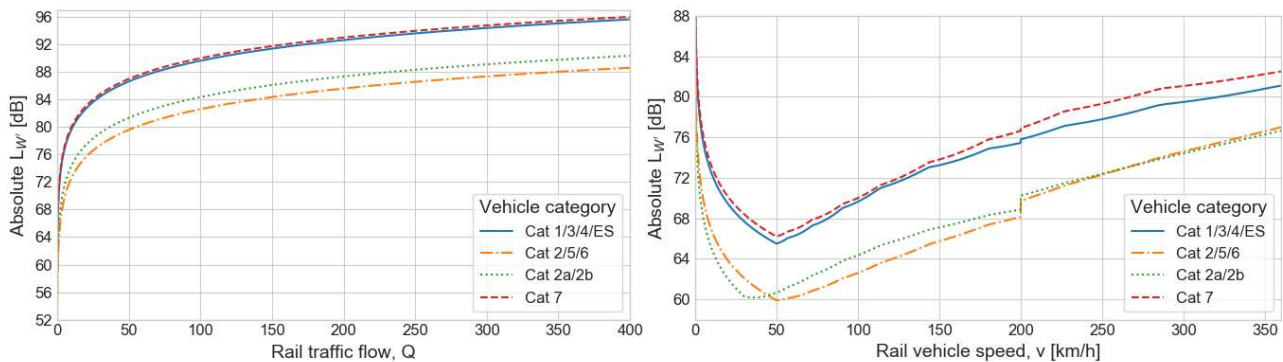 96
92
88
84
80
76
72
68
64
60
56
52
Absolute L_W' [dB]
0 50 100 150 200 250 300 350 400
Rail traffic flow, Q
Vehicle category
Cat 1/3/4/ES
Cat 2/5/6
Cat 2a/2b
Cat 7
88
84
80
76
72
68
64
60
Absolute L_W' [dB]
0 50 100 150 200 250 300 350
Rail vehicle speed, v [km/h]
Vehicle category
Cat 1/3/4/ES
Cat 2/5/6
Cat 2a/2b
Cat 7